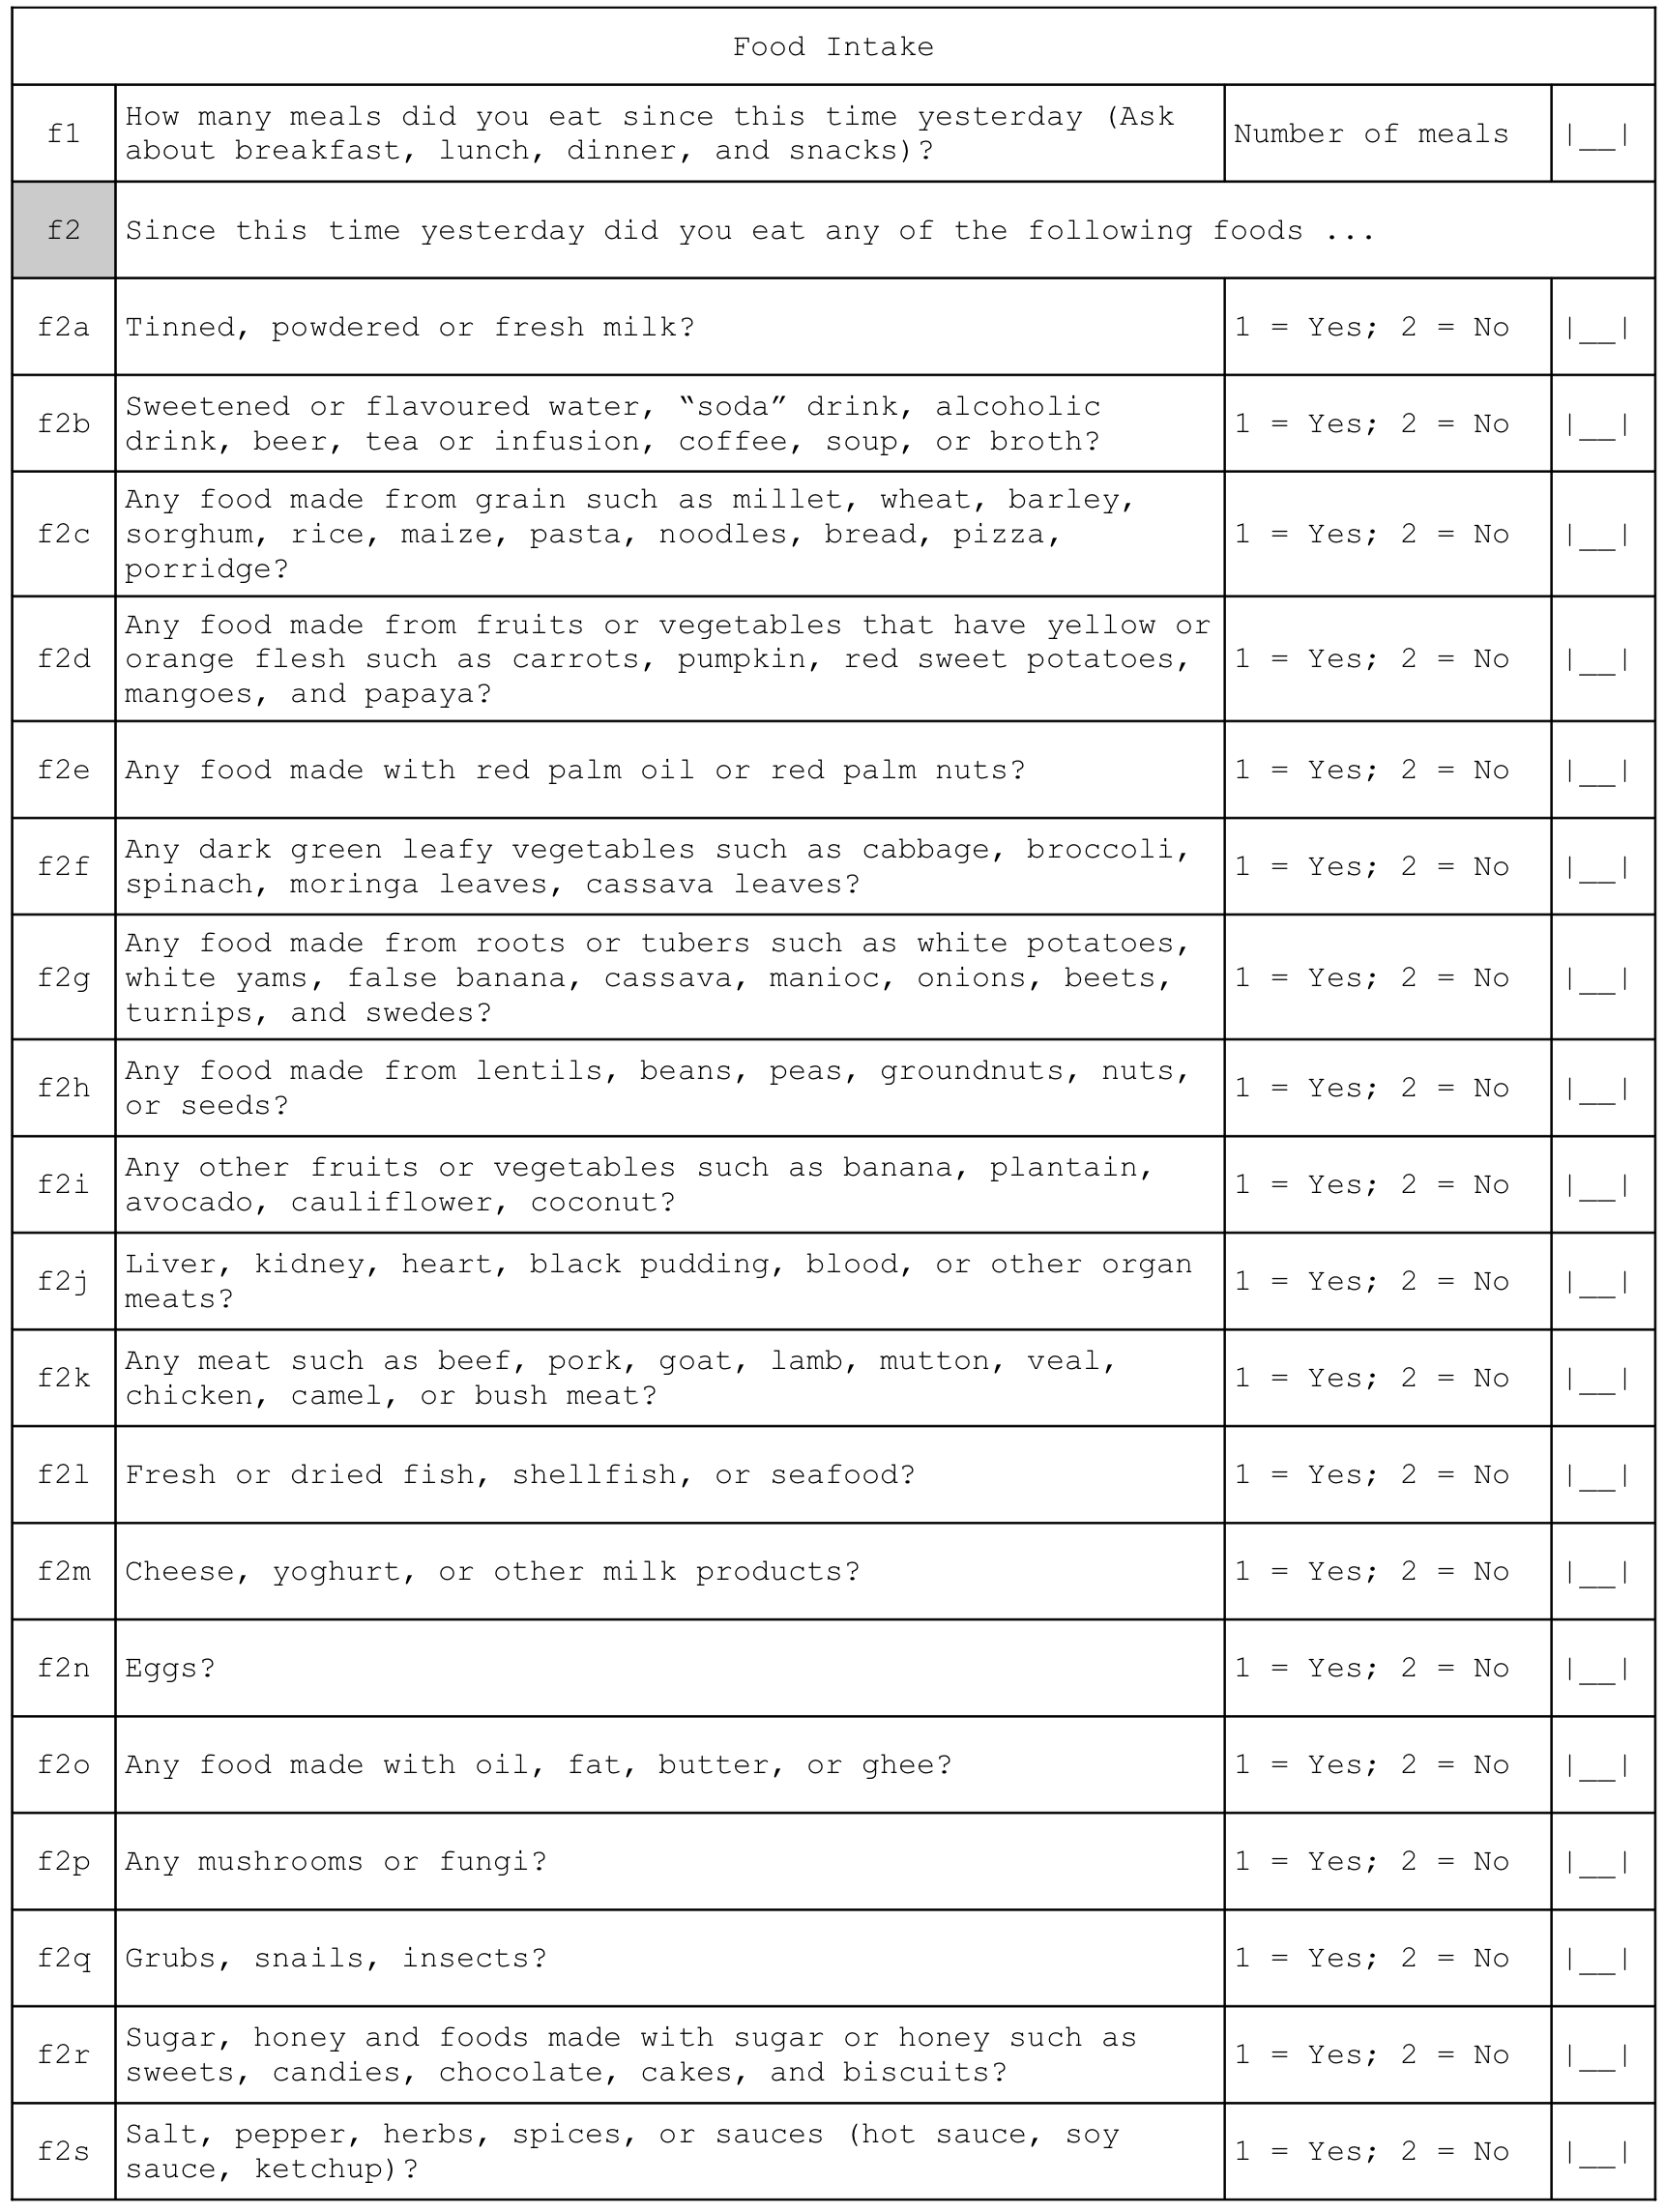 Food Intake
f1
How many meals did you eat since this time yesterday (Ask
about breakfast, lunch, dinner, and snacks)?
Number of meals
|__|
f2
Since this time yesterday did you eat any of the following foods ...
f2a
Tinned, powdered or fresh milk?
1 = Yes; 2 = No
|__|
f2b
Sweetened or flavoured water, “soda” drink, alcoholic
drink, beer, tea or infusion, coffee, soup, or broth?
1 = Yes; 2 = No
|__|
f2c
Any food made from grain such as millet, wheat, barley,
sorghum, rice, maize, pasta, noodles, bread, pizza,
porridge?
1 = Yes; 2 = No
|__|
f2d
Any food made from fruits or vegetables that have yellow or
orange flesh such as carrots, pumpkin, red sweet potatoes,
mangoes, and papaya?
1 = Yes; 2 = No
|__|
f2e
Any food made with red palm oil or red palm nuts?
1 = Yes; 2 = No
|__|
f2f
Any dark green leafy vegetables such as cabbage, broccoli,
spinach, moringa leaves, cassava leaves?
1 = Yes; 2 = No
|__|
f2g
Any food made from roots or tubers such as white potatoes,
white yams, false banana, cassava, manioc, onions, beets,
turnips, and swedes?
1 = Yes; 2 = No
|__|
f2h
Any food made from lentils, beans, peas, groundnuts, nuts,
or seeds?
1 = Yes; 2 = No
|__|
f2i
Any other fruits or vegetables such as banana, plantain,
avocado, cauliflower, coconut?
1 = Yes; 2 = No
|__|
f2j
Liver, kidney, heart, black pudding, blood, or other organ
meats?
1 = Yes; 2 = No
|__|
f2k
Any meat such as beef, pork, goat, lamb, mutton, veal,
chicken, camel, or bush meat?
1 = Yes; 2 = No
|__|
f2l
Fresh or dried fish, shellfish, or seafood?
1 = Yes; 2 = No
|__|
f2m
Cheese, yoghurt, or other milk products?
1 = Yes; 2 = No
|__|
f2n
Eggs?
1 = Yes; 2 = No
|__|
f2o
Any food made with oil, fat, butter, or ghee?
1 = Yes; 2 = No
|__|
f2p
Any mushrooms or fungi?
1 = Yes; 2 = No
|__|
f2q
Grubs, snails, insects?
1 = Yes; 2 = No
|__|
f2r
Sugar, honey and foods made with sugar or honey such as
sweets, candies, chocolate, cakes, and biscuits?
1 = Yes; 2 = No
|__|
f2s
Salt, pepper, herbs, spices, or sauces (hot sauce, soy
sauce, ketchup)?
1 = Yes; 2 = No
|__|